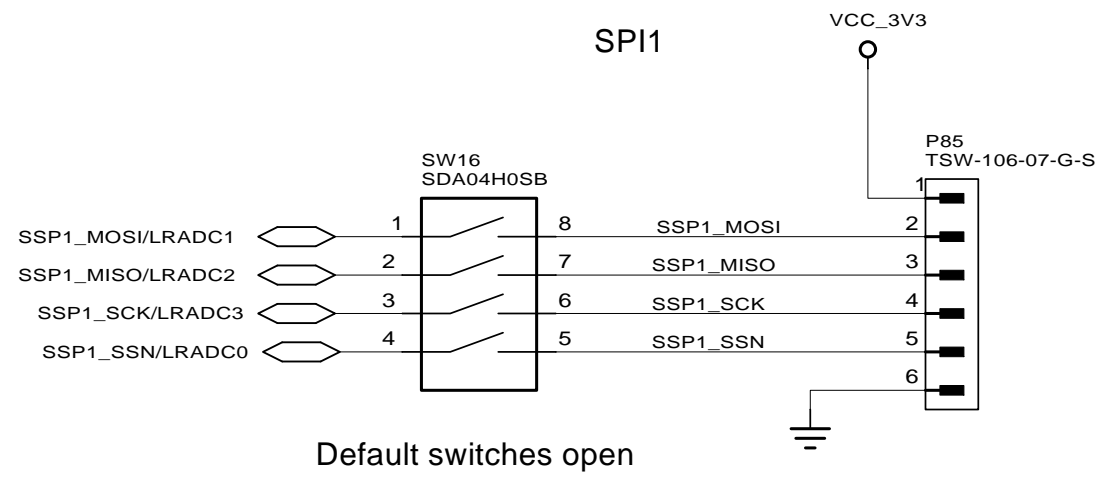 SPI1
VCC_3V3
P85
TSW-106-07-G-S
SW16
SDA04H0SB
1
SSP1_MOSI/LRADC1
1
8
SSP1_MOSI
2
SSP1_MISO/LRADC2
2
7
SSP1_MISO
3
SSP1_SCK/LRADC3
3
6
SSP1_SCK
4
SSP1_SSN/LRADC0
4
5
SSP1_SSN
5
6
Default switches open